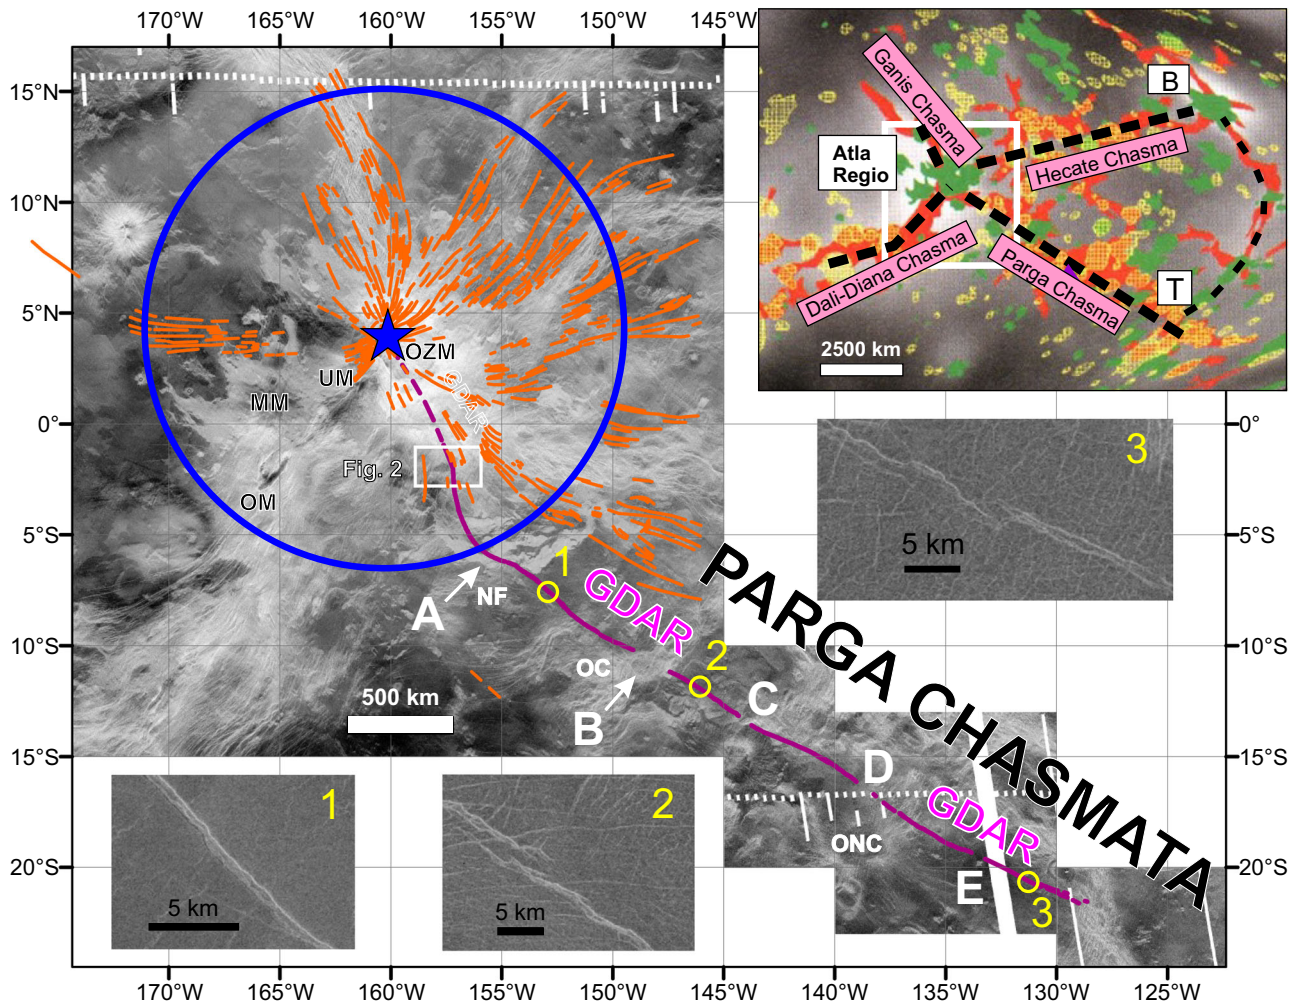 170°W 165°W 160°W 155°W 150°W 145°W
15°N
10°N
5°N
0°
5°S
10°S
15°S
20°S
OZM
UM
MM
GDAR
Fig. 2
OM
A
NF
1
GDAR
2
OC
B
C
500 km
PARGA CHASMATA
D
GDAR
ONC
E
3
Ganis Chasma
B
Atla
Regio
Hecate Chasma
Dali-Diana Chasma
Parga Chasma
T
2500 km
3
5 km
0°
5°S
10°S
15°S
20°S
1
5 km
2
5 km
170°W 165°W 160°W 155°W 150°W 145°W 140°W 135°W 130°W 125°W